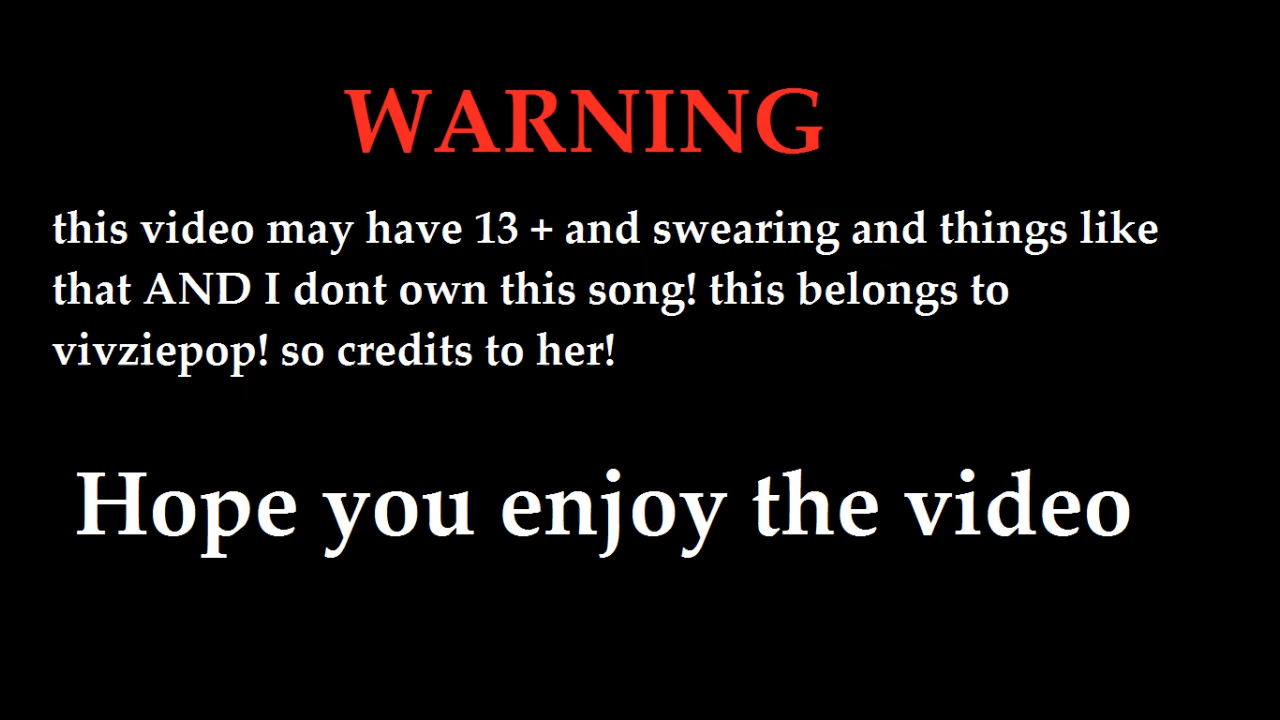 WARNING
this video may have 13 + and swearing and things like
that AND I dont own this song! this belongs to
vivziepop! so credits to her!
Hope you enjoy the video